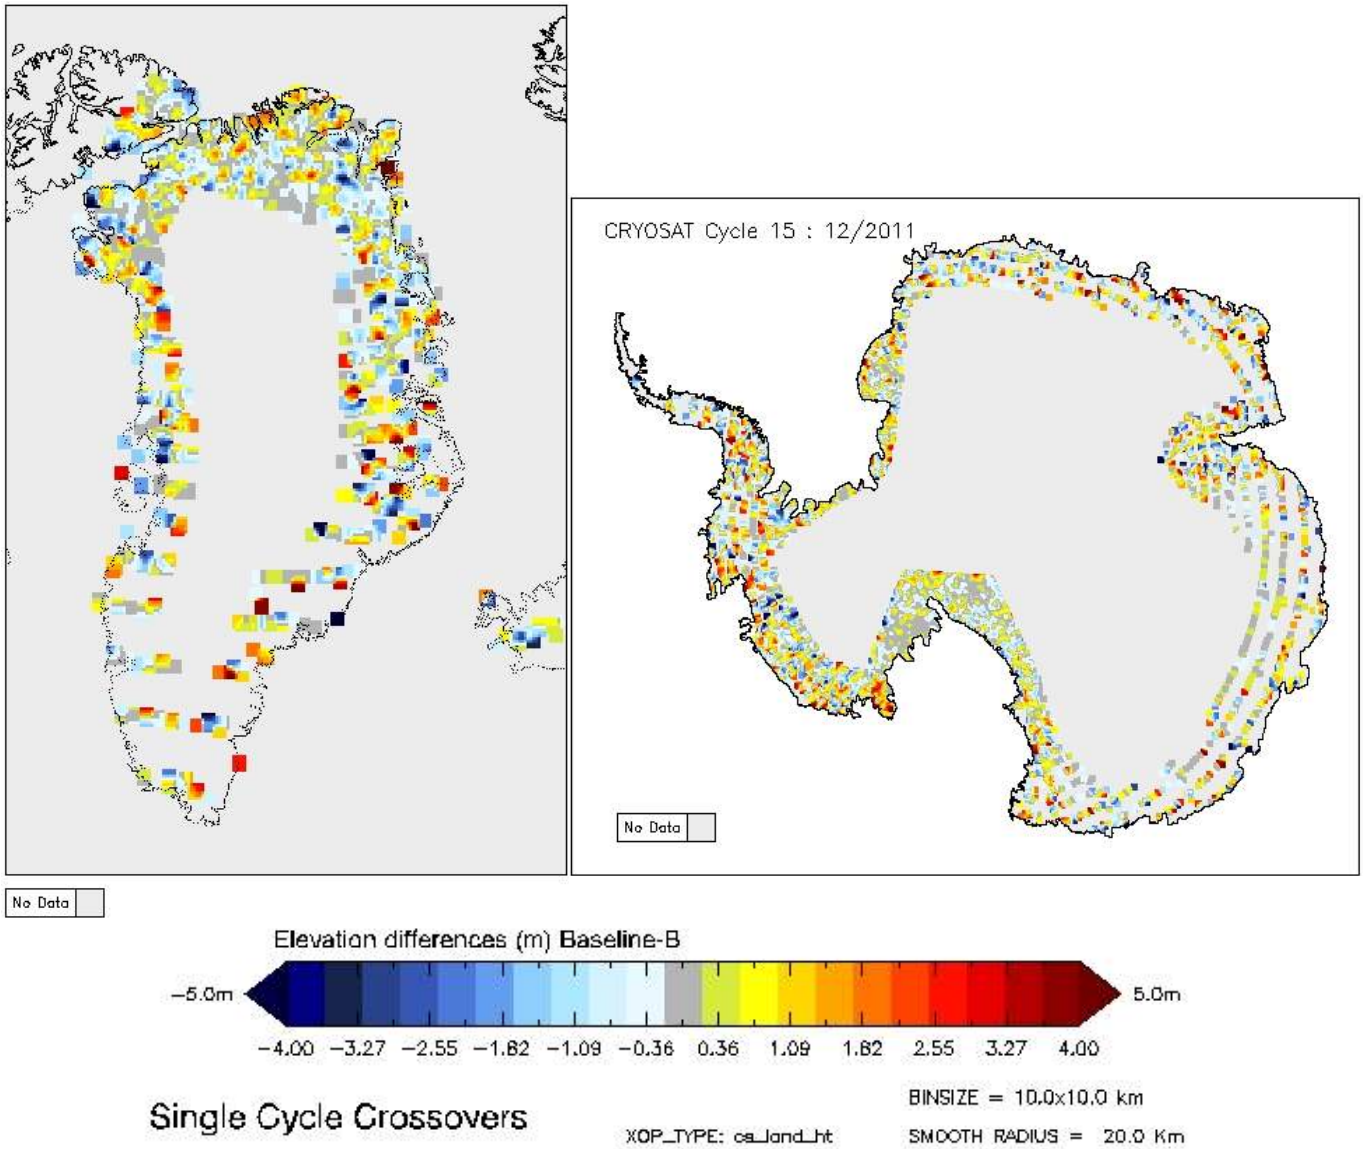 CRYOSAT Cycle 15 : 12/2011
No Data
No Data
Elevation differences (m) Baseline-B
-5.0m
5.0m
-4.00 -3.27 -2.55 -1.82 -1.09 -0.36 0.36 1.09 1.82 2.55 3.27 4.00
Single Cycle Crossovers
BINSIZE = 10.0x10.0 km
XOP_TYPE: cs_land_ht
SMOOTH RADIUS = 20.0 Km